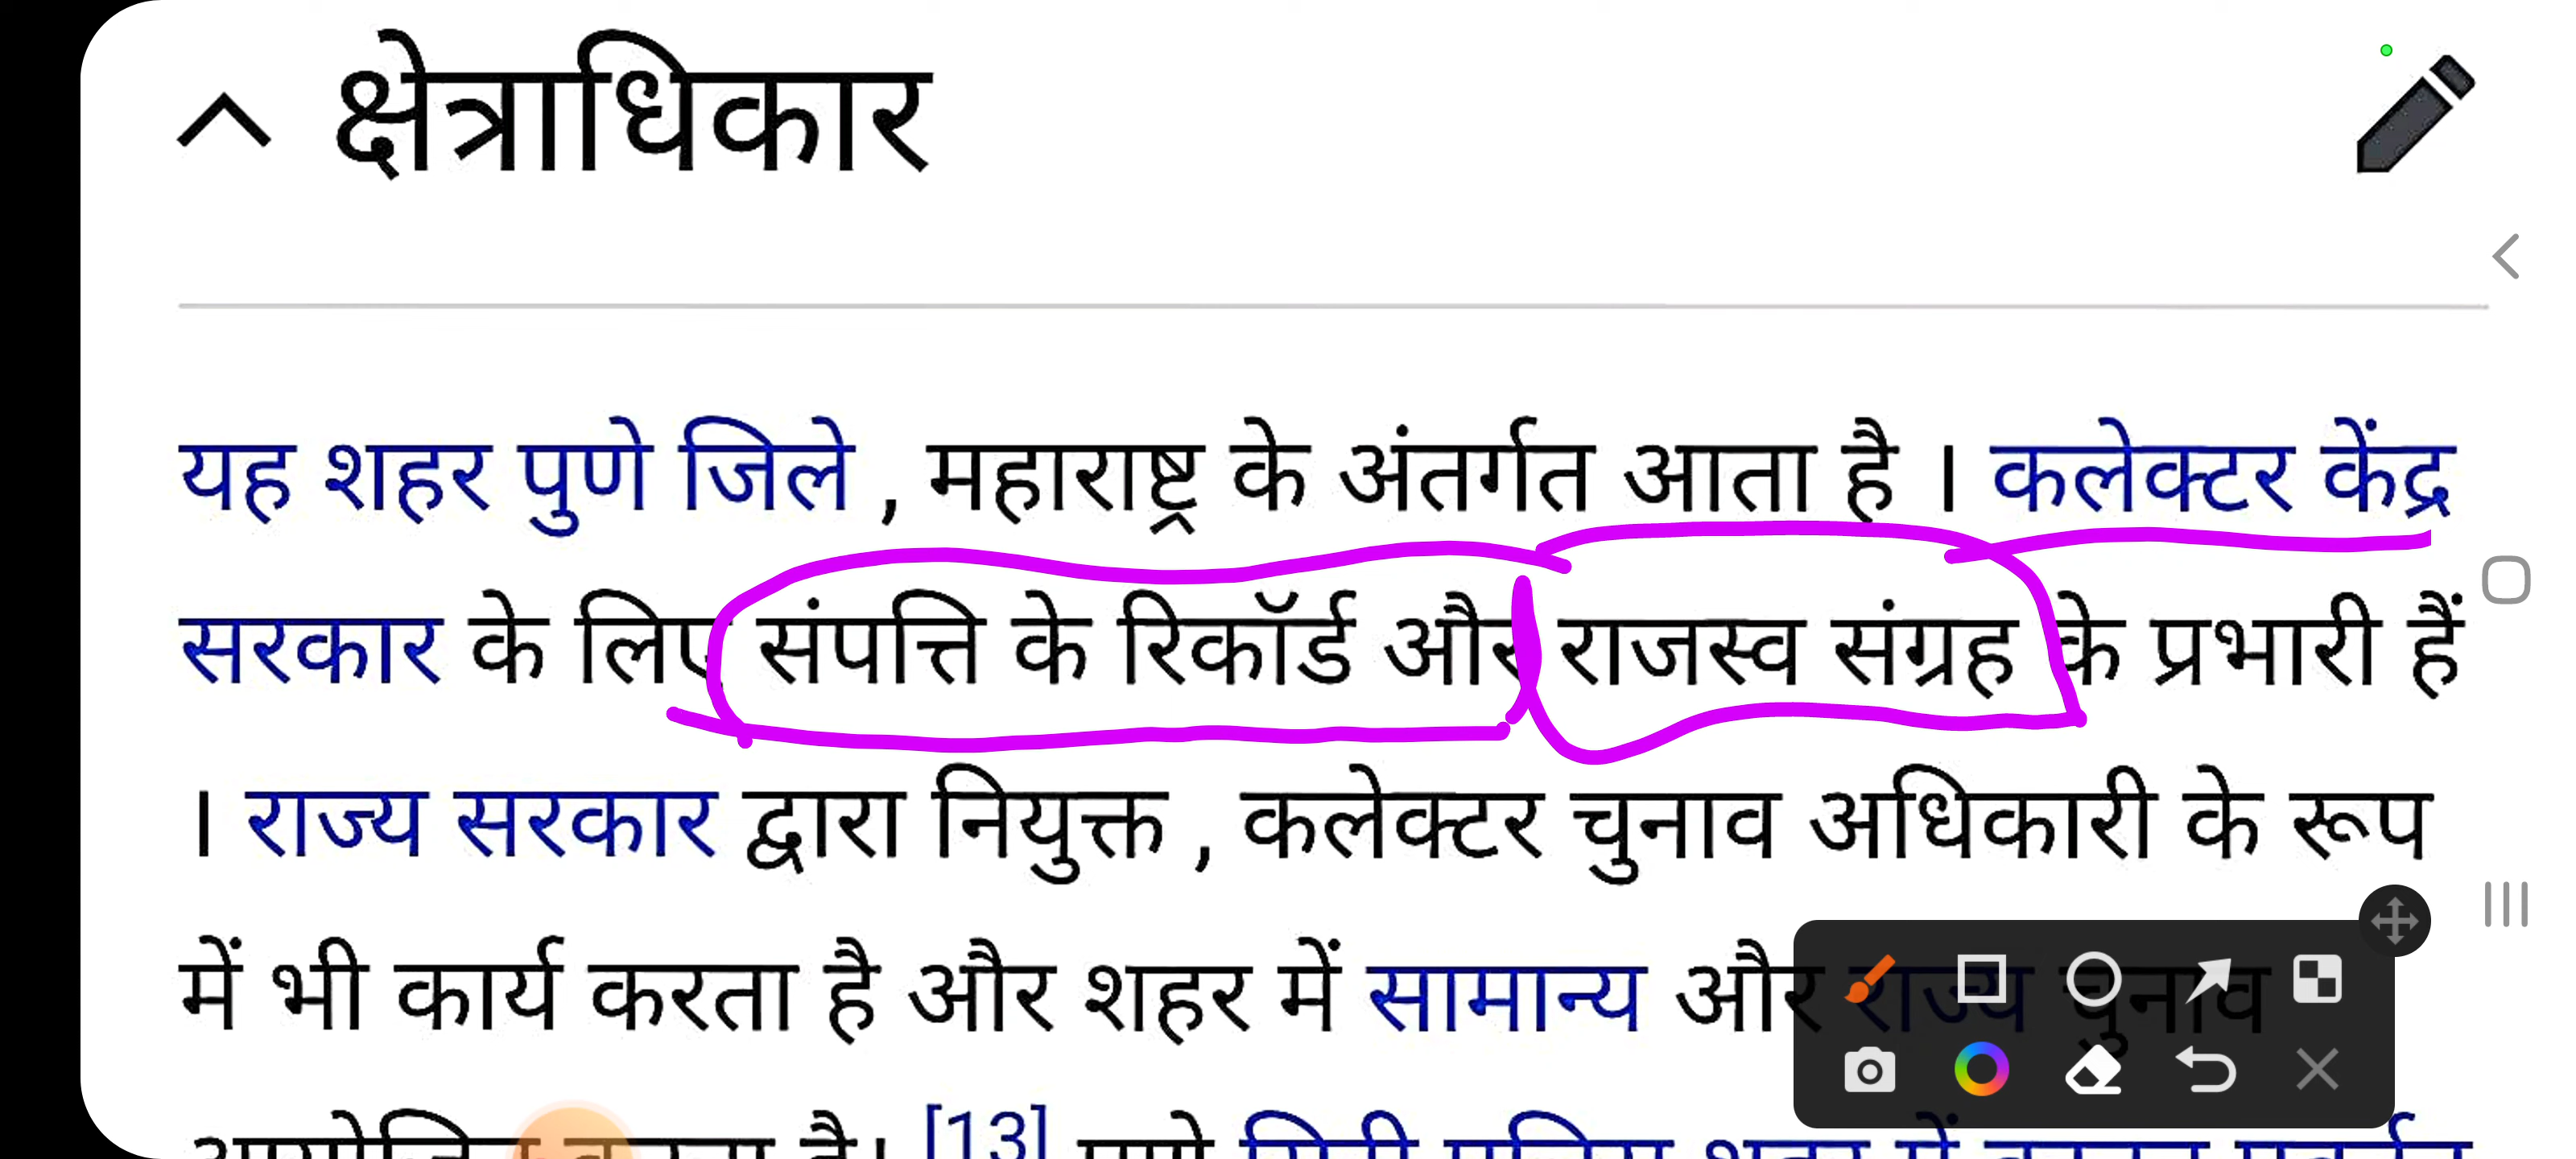 क्षेत्राधिकार
यह शहर पुणे जिले , महाराष्ट्र के अंतर्गत आता है । कलेक्टर केंद्र
सरकार के लिए संपत्ति के रिकॉर्ड और राजस्व संग्रह के प्रभारी हैं
। राज्य सरकार द्वारा नियुक्त , कलेक्टर चुनाव अधिकारी के रूप
में भी कार्य करता है और शहर में सामान्य और राज्य चुनाव
है। [13]